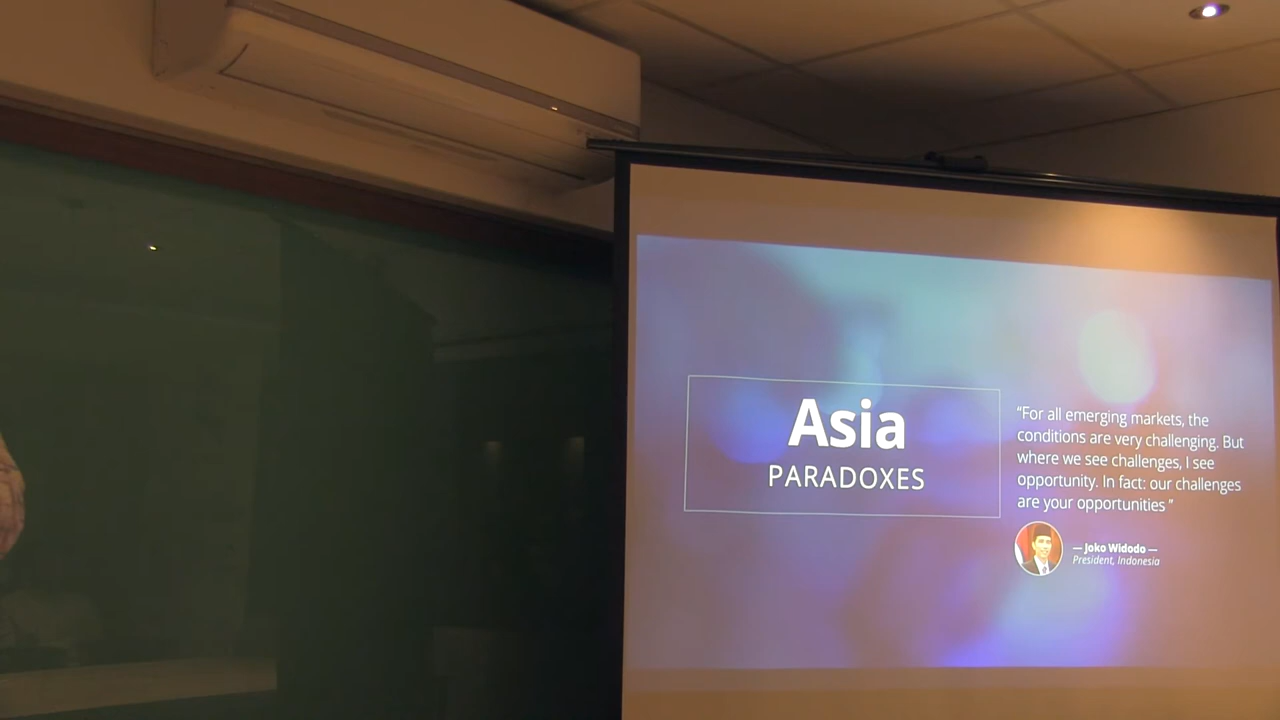 Asia
PARADOXES
“For all emerging markets, the
conditions are very challenging. But
where we see challenges, I see
opportunity. In fact: our challenges
are your opportunities ”
— Joko Widodo —
President, Indonesia